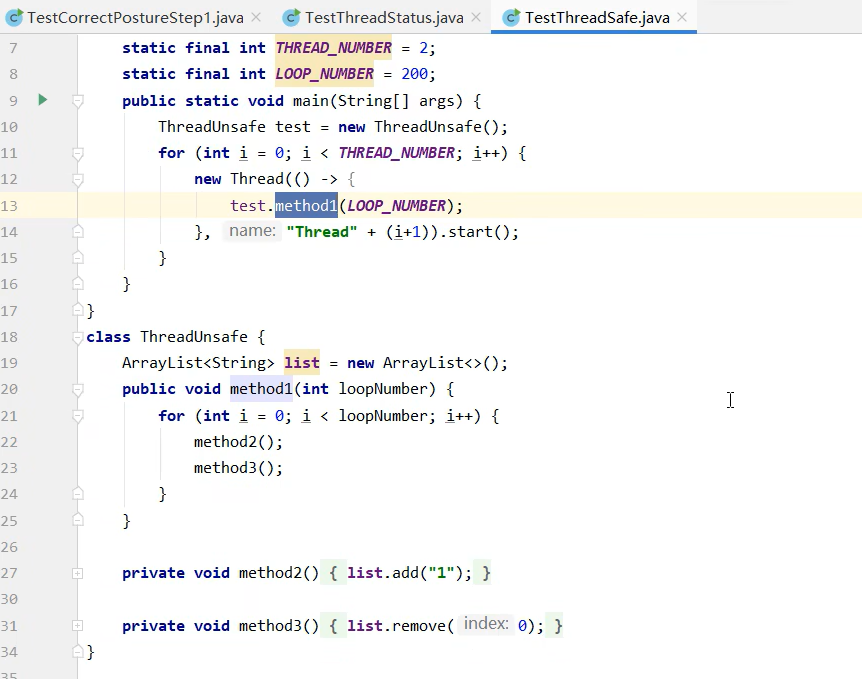 TestCorrectPostureStep1.java TestThreadStatus.java TestThreadSafe.java
7 static final int THREAD_NUMBER = 2;
8 static final int LOOP_NUMBER = 200;
9 public static void main(String[] args) {
10 ThreadUnsafe test = new ThreadUnsafe();
11 for (int i = 0; i < THREAD_NUMBER; i++) {
12 new Thread(() -> {
13 test.method1(LOOP_NUMBER);
14 }, name: "Thread" + (i+1)).start();
15 }
16 }
17 }
18 class ThreadUnsafe {
19 ArrayList<String> list = new ArrayList<>();
20 public void method1(int loopNumber) {
21 for (int i = 0; i < loopNumber; i++) {
22 method2();
23 method3();
24 }
25 }
26
27 private void method2() { list.add("1"); }
30
31 private void method3() { list.remove( index: 0); }
34 }
35